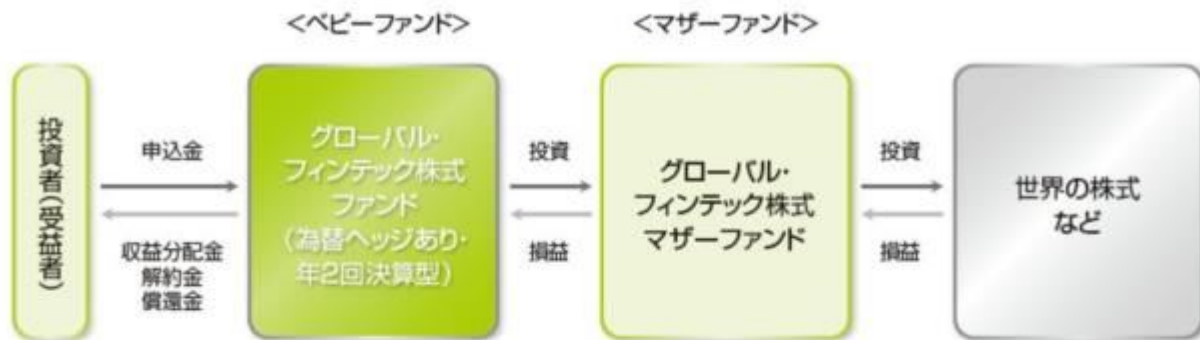 <ベビーファンド>
<マザーファンド>
投資者(受益者)
申込金
収益分配金
解約金
償還金
グローバル・
フィンテック株式
ファンド
(為替ヘッジあり・
年2回決算型)
投資
損益
グローバル・
フィンテック株式
マザーファンド
投資
損益
世界の株式
など